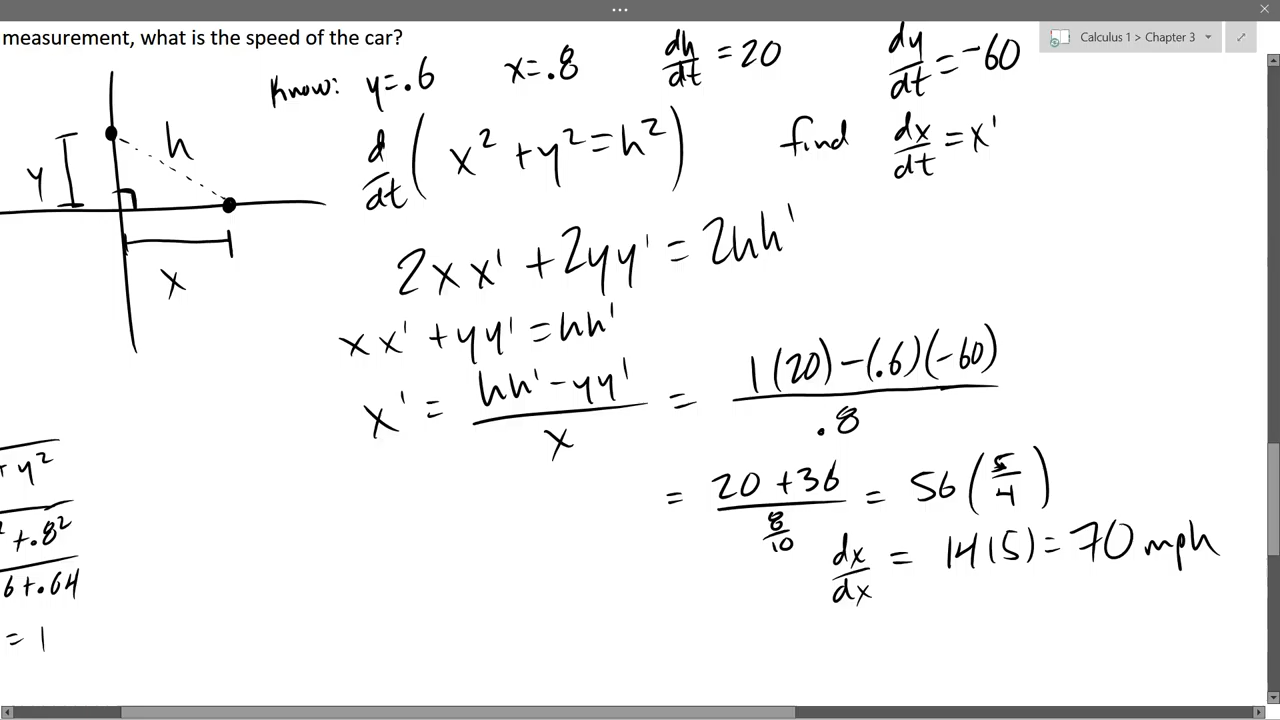 measurement, what is the speed of the car?
Calculus 1 > Chapter 3
Know: y=.6 x=.8 dh/dt =20 dy/dt =-60
d/dt (x² + y² = h²) find dx/dt = x'
h
y
x
2xx' + 2yy' = 2hh'
xx' + yy' = hh'
x' = (hh' - yy')/x = (1(20) - (.6)(-60))/.8
= (20 + 36)/(8/10) = 56 (5/4)
dx/dx = 14(5) = 70 mph
+ y²
² + .8²
6 + .64
= 1